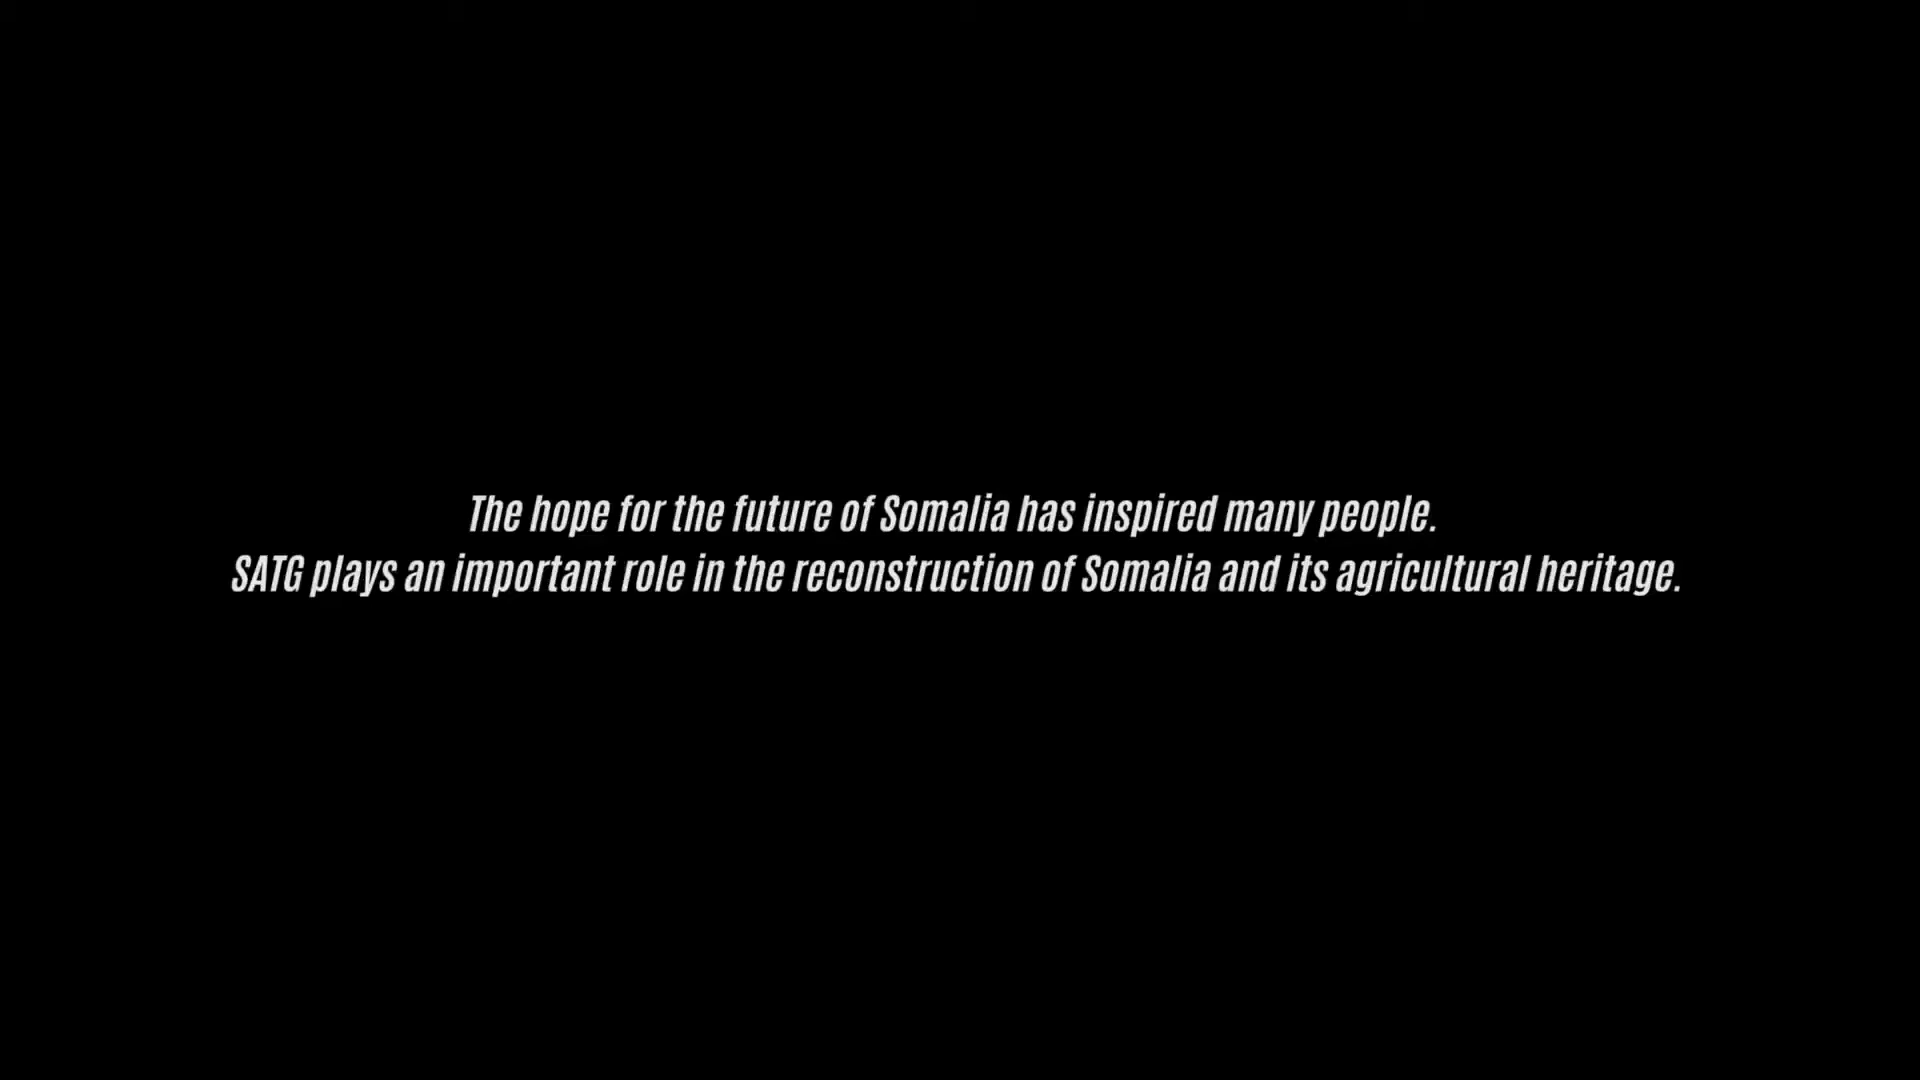 The hope for the future of Somalia has inspired many people.
SATG plays an important role in the reconstruction of Somalia and its agricultural heritage.